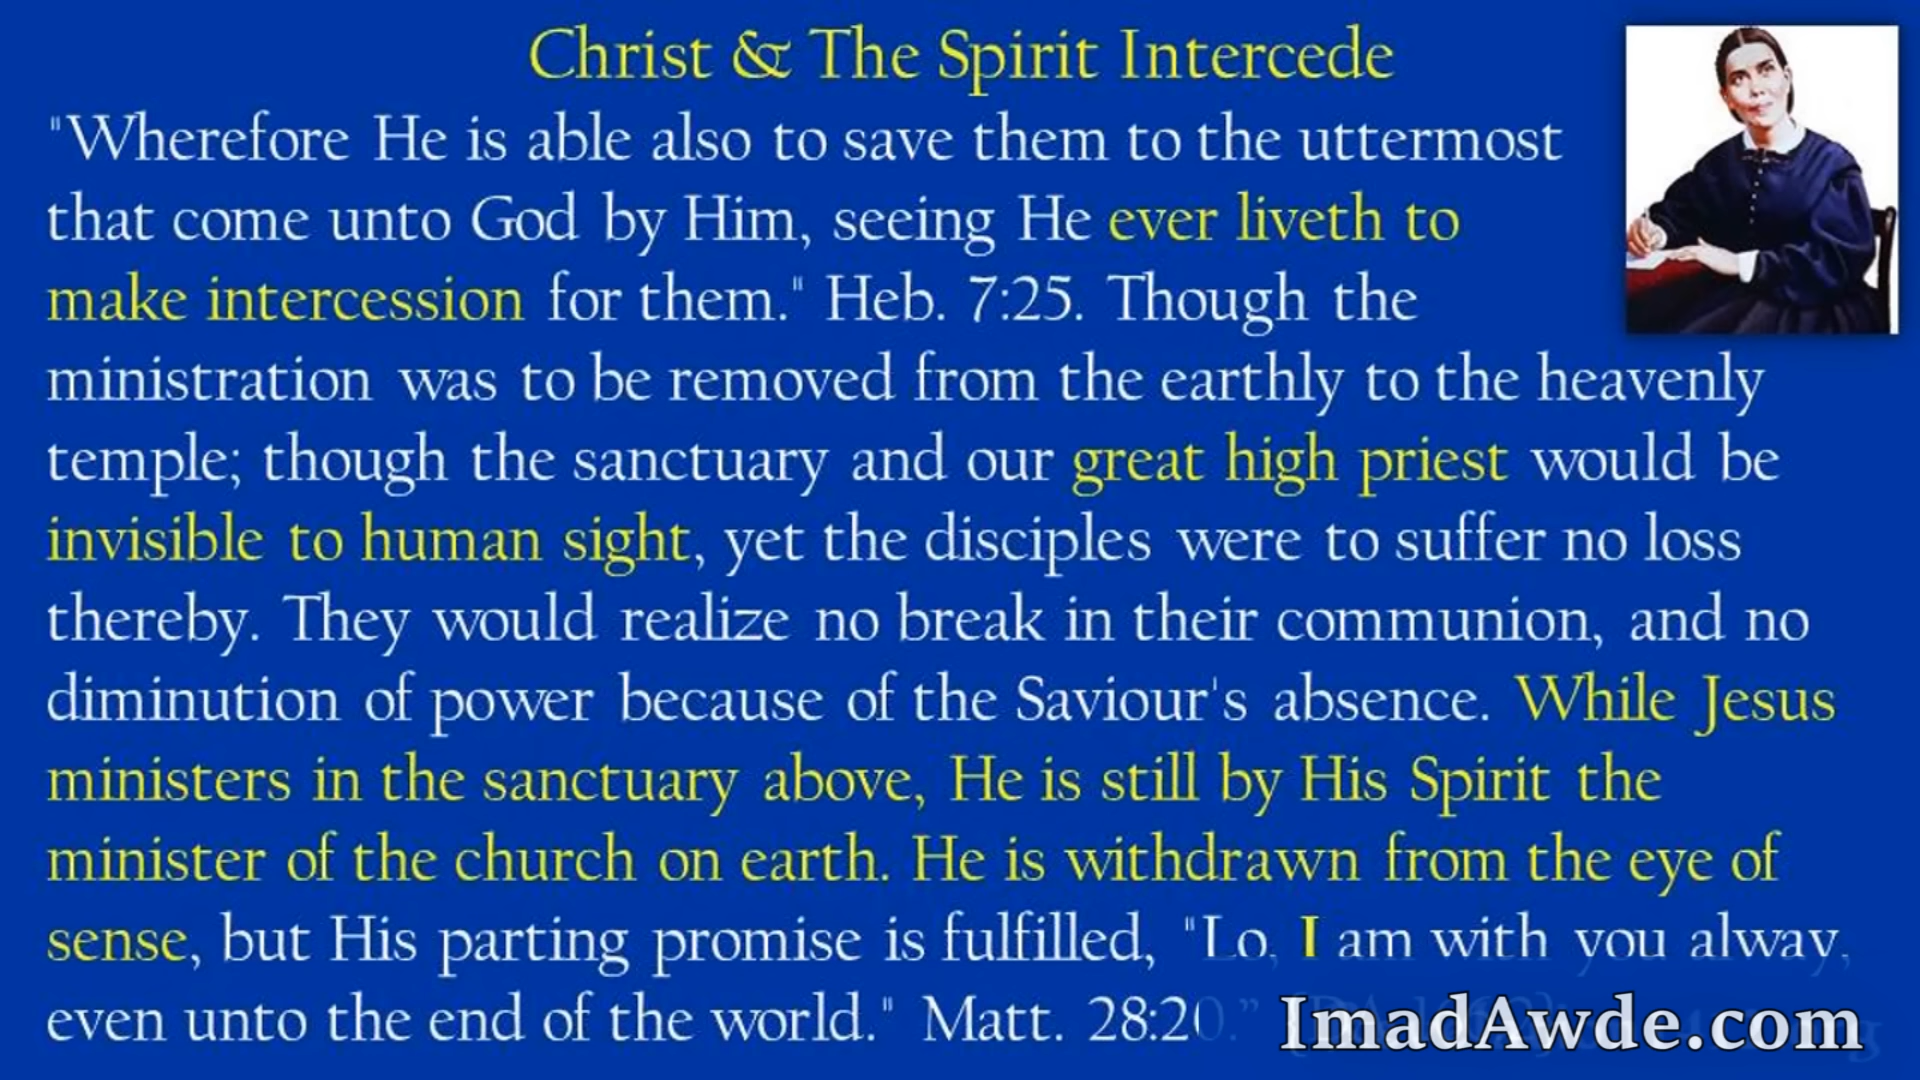 Christ & The Spirit Intercede
"Wherefore He is able also to save them to the uttermost
that come unto God by Him, seeing He ever liveth to
make intercession for them." Heb. 7:25. Though the
ministration was to be removed from the earthly to the heavenly
temple; though the sanctuary and our great high priest would be
invisible to human sight, yet the disciples were to suffer no loss
thereby. They would realize no break in their communion, and no
diminution of power because of the Saviour's absence. While Jesus
ministers in the sanctuary above, He is still by His Spirit the
minister of the church on earth. He is withdrawn from the eye of
sense, but His parting promise is fulfilled, "Lo, I am with you alway,
even unto the end of the world." Matt. 28:20."
ImadAwde.com